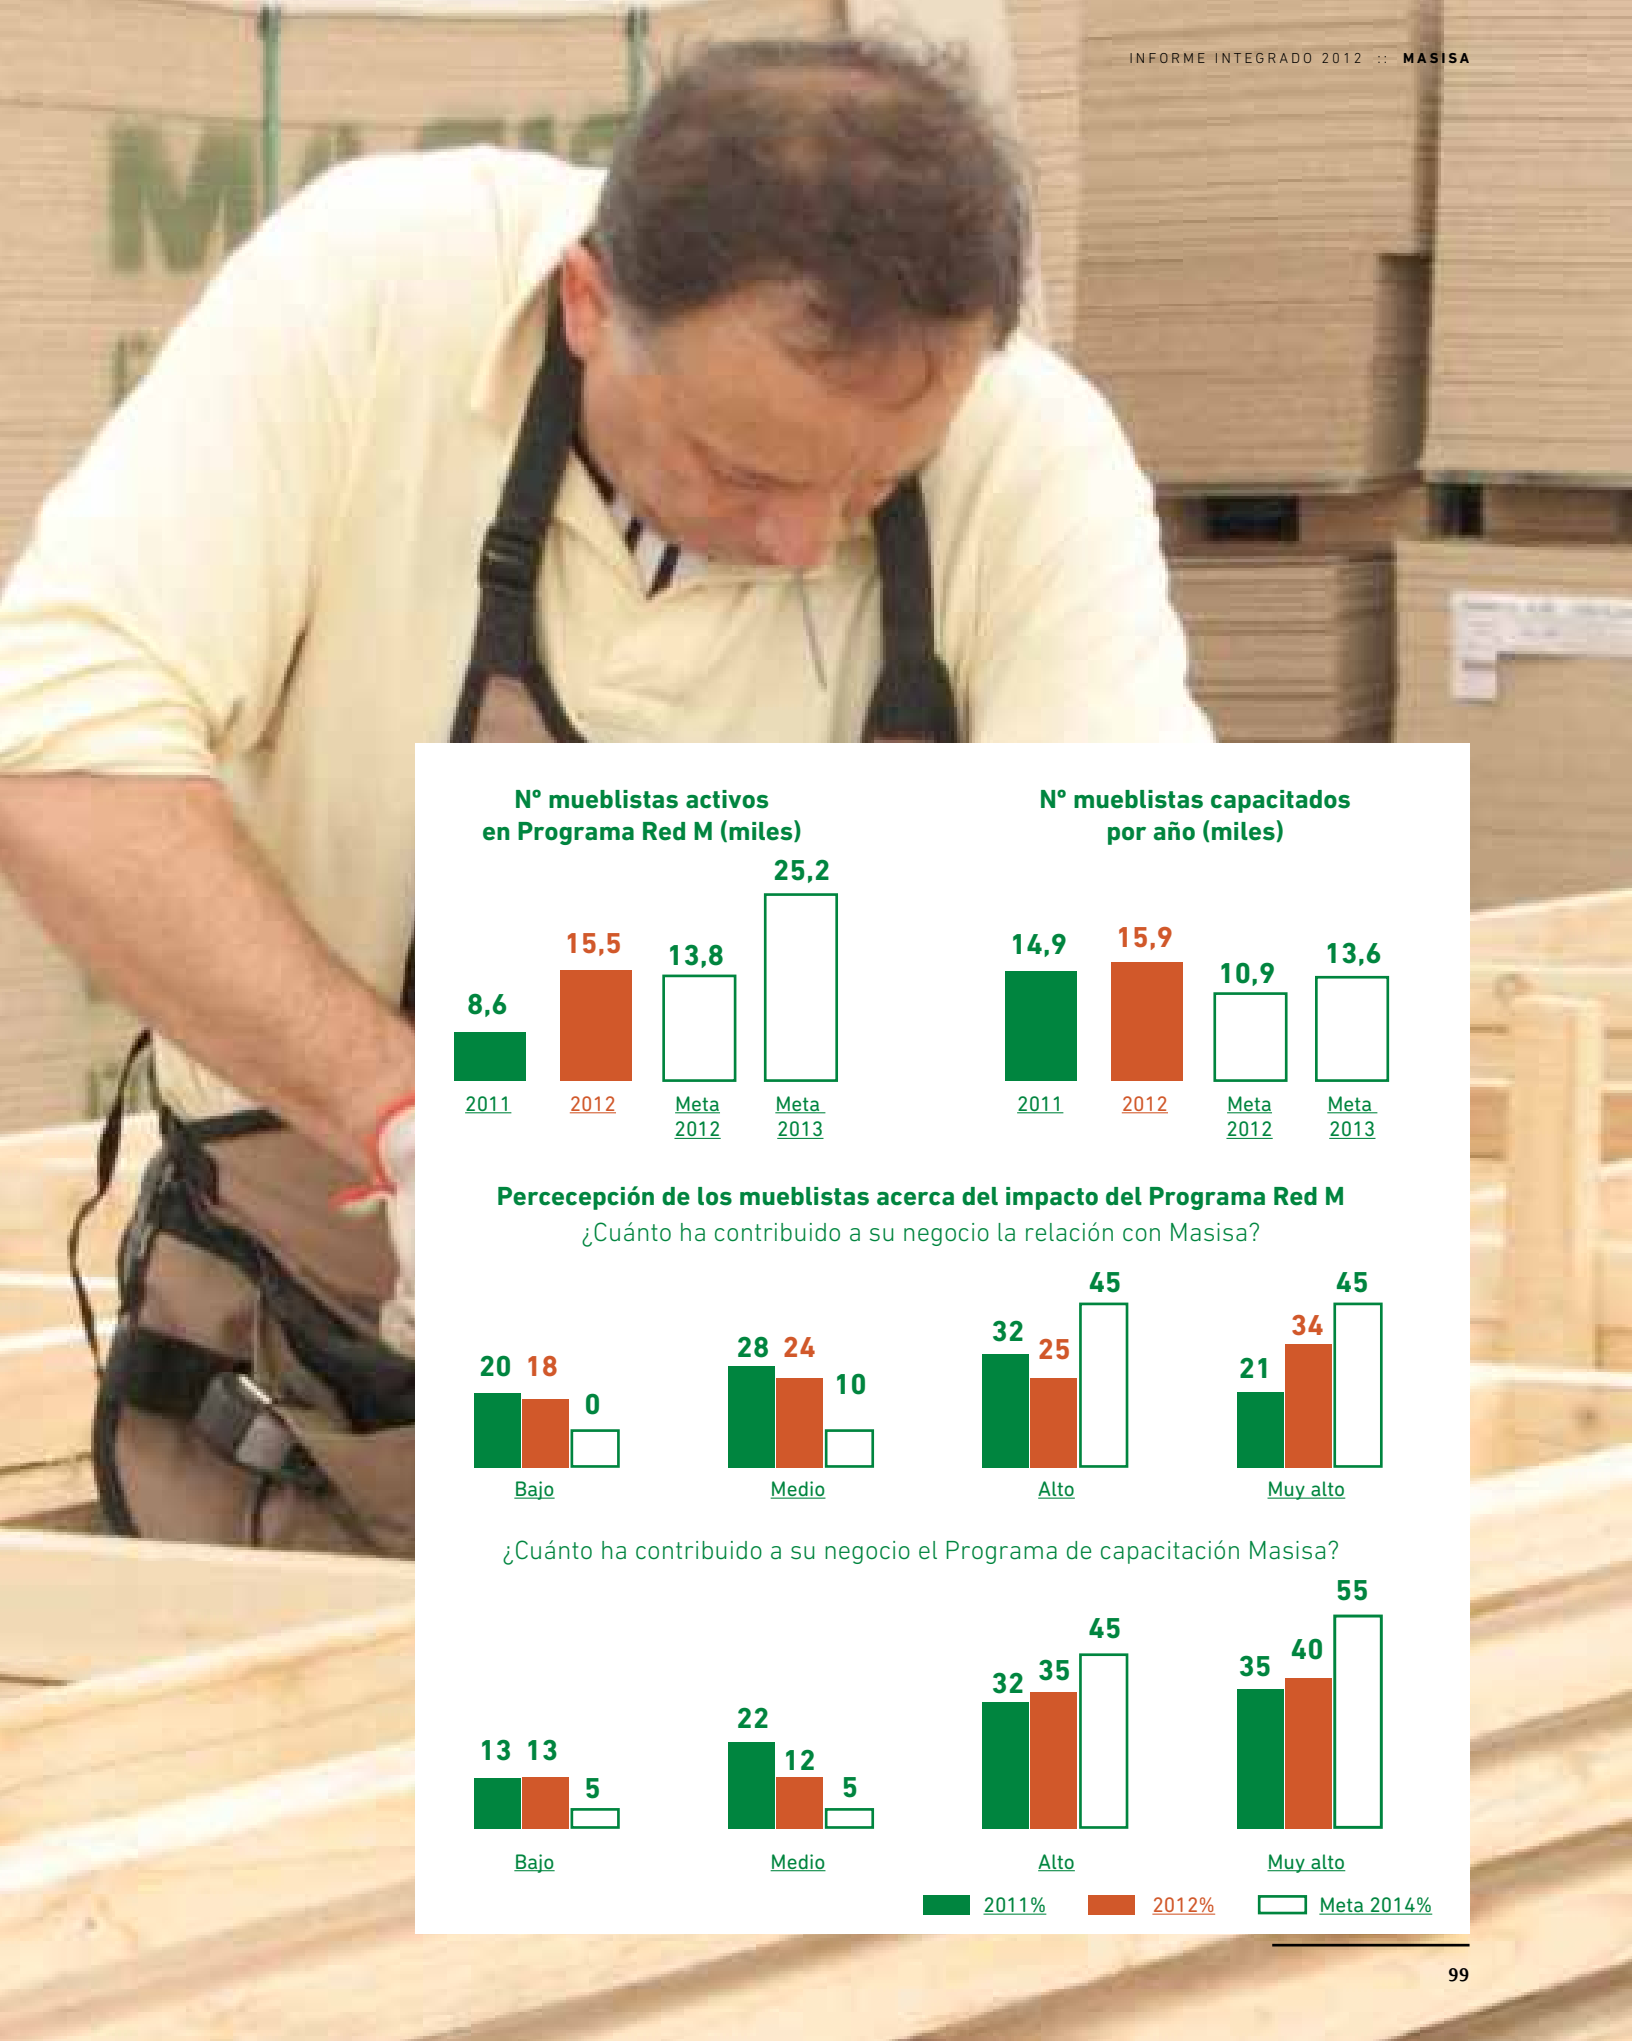 INFORME INTEGRADO 2012 :: MASISA
Nº mueblistas activos
en Programa Red M (miles)
8,6
15,5
13,8
25,2
2011
2012
Meta
2012
Meta
2013
Nº mueblistas capacitados
por año (miles)
14,9
15,9
10,9
13,6
2011
2012
Meta
2012
Meta
2013
Percecepción de los mueblistas acerca del impacto del Programa Red M
¿Cuánto ha contribuido a su negocio la relación con Masisa?
20 18 0
28 24 10
32 25 45
21 34 45
Bajo
Medio
Alto
Muy alto
¿Cuánto ha contribuido a su negocio el Programa de capacitación Masisa?
13 13 5
22 12 5
32 35 45
35 40 55
Bajo
Medio
Alto
Muy alto
2011%
2012%
Meta 2014%
99